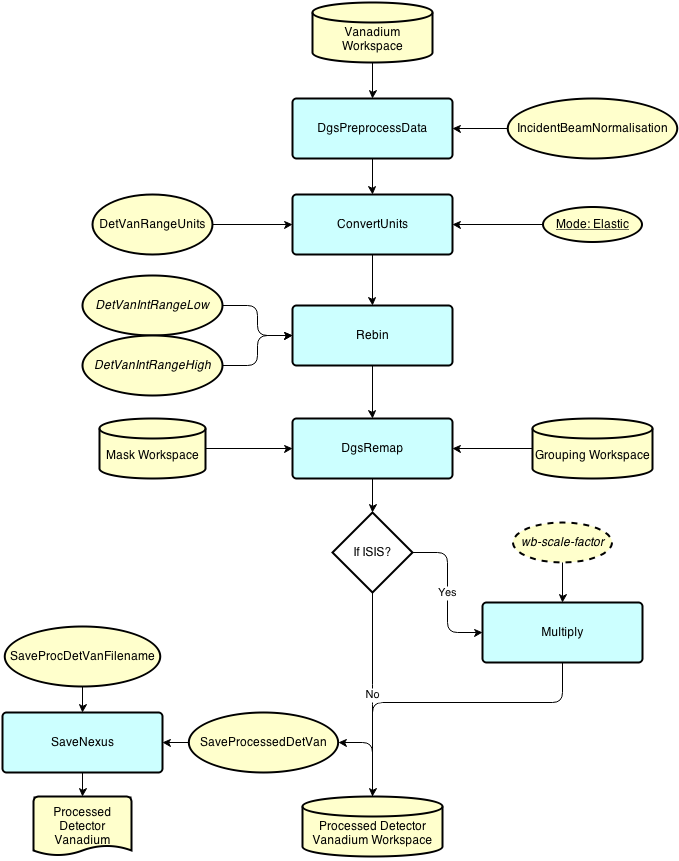 Vanadium
Workspace
DgsPreprocessData
IncidentBeamNormalisation
DetVanRangeUnits
ConvertUnits
Mode: Elastic
DetVanIntRangeLow
Rebin
DetVanIntRangeHigh
Mask Workspace
DgsRemap
Grouping Workspace
If ISIS?
wb-scale-factor
Yes
Multiply
SaveProcDetVanFilename
No
SaveNexus
SaveProcessedDetVan
Processed
Detector
Vanadium
Processed Detector
Vanadium Workspace